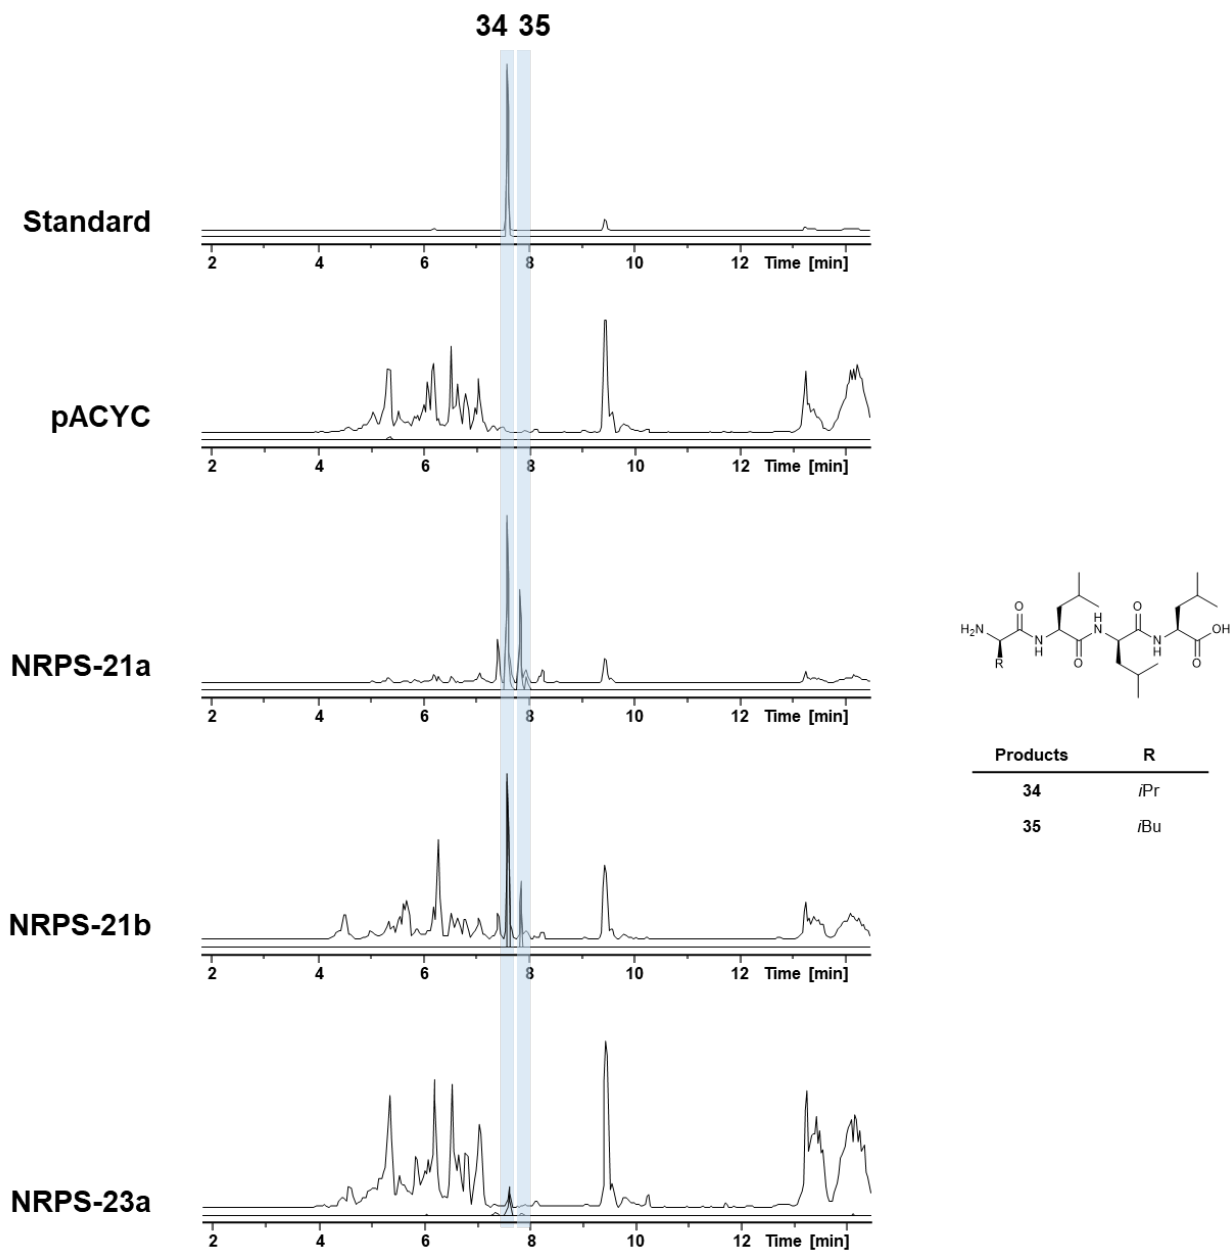 34 35
Standard
2 4 6 8 10 12 Time [min]
pACYC
2 4 6 8 10 12 Time [min]
NRPS-21a
2 4 6 8 10 12 Time [min]
NRPS-21b
2 4 6 8 10 12 Time [min]
NRPS-23a
2 4 6 8 10 12 Time [min]
O H N O
H2N N H O N H OH
R O O
Products R
34 iPr
35 iBu